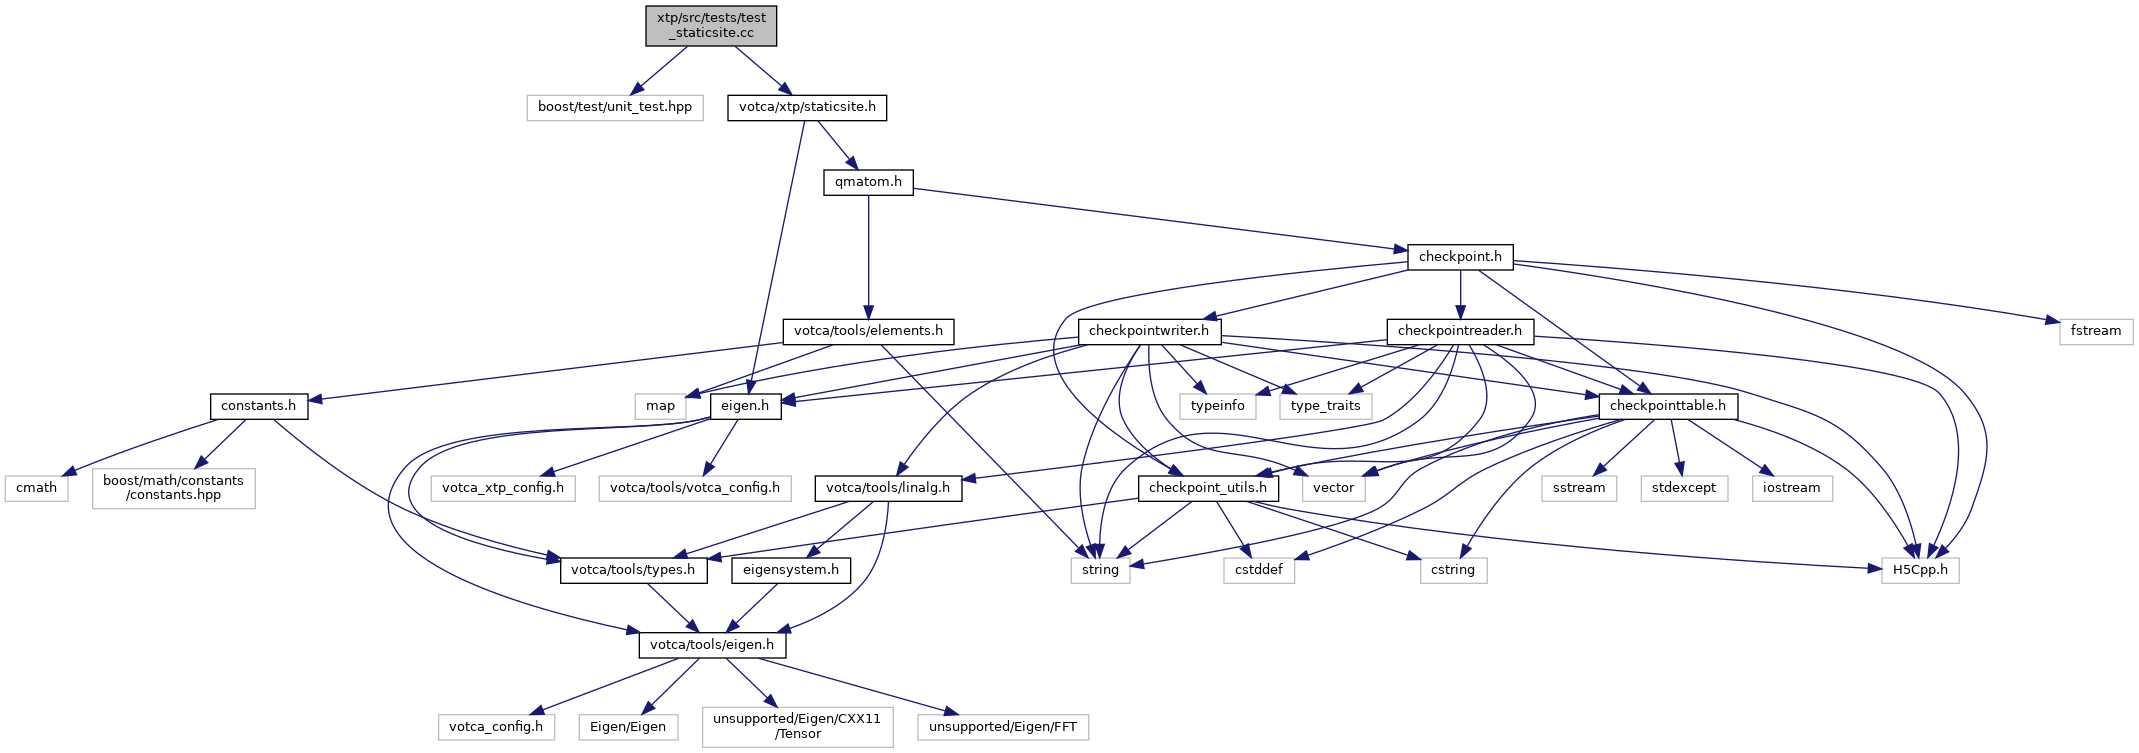 xtp/src/tests/test
_staticsite.cc
boost/test/unit_test.hpp
votca/xtp/staticsite.h
qmatom.h
checkpoint.h
votca/tools/elements.h
checkpointwriter.h
checkpointreader.h
fstream
constants.h
map
eigen.h
typeinfo
type_traits
checkpointtable.h
cmath
boost/math/constants
/constants.hpp
votca_xtp_config.h
votca/tools/votca_config.h
votca/tools/linalg.h
checkpoint_utils.h
vector
sstream
stdexcept
iostream
votca/tools/types.h
eigensystem.h
string
cstddef
cstring
H5Cpp.h
votca/tools/eigen.h
votca_config.h
Eigen/Eigen
unsupported/Eigen/CXX11
/Tensor
unsupported/Eigen/FFT